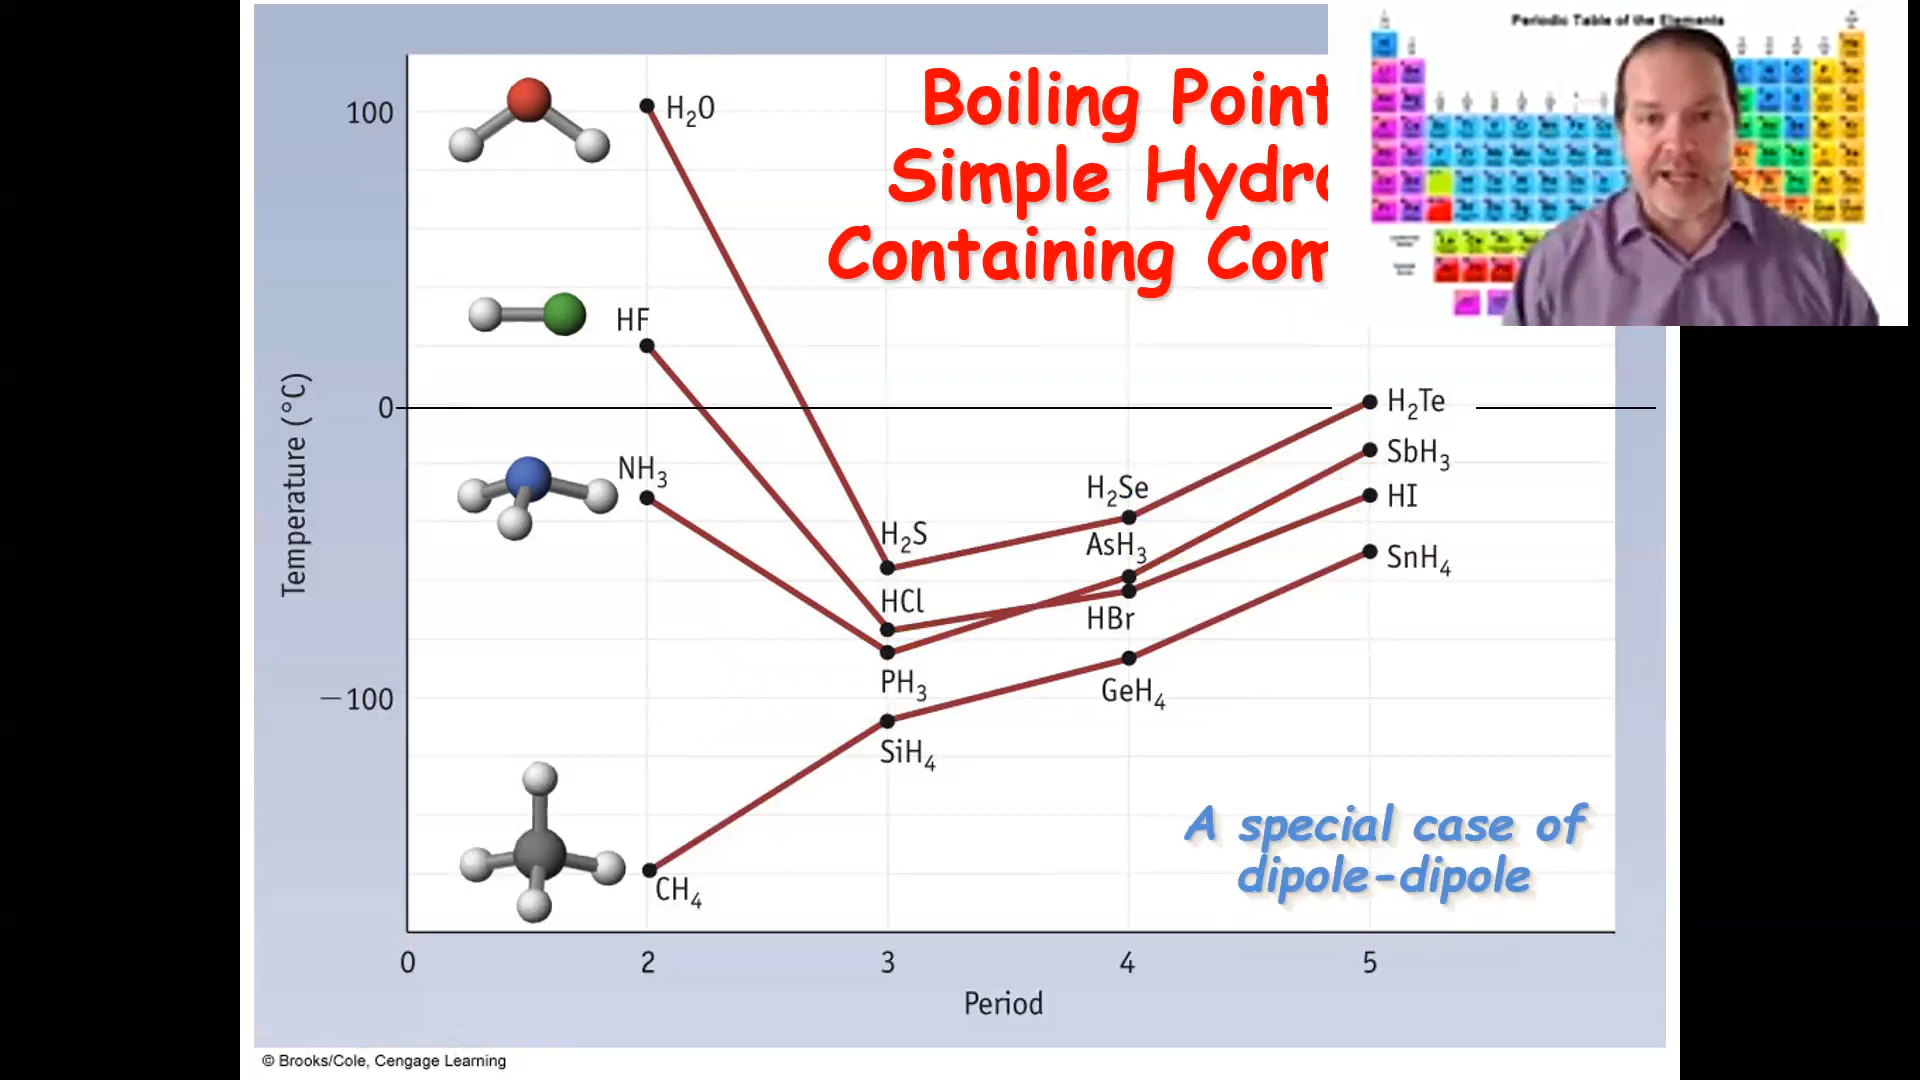 Boiling Point
Simple Hydro
Containing Com
Periodic Table of the Elements
100
0
—100
Temperature (°C)
H₂O
HF
NH₃
CH₄
H₂S
HCl
PH₃
SiH₄
H₂Se
AsH₃
HBr
GeH₄
H₂Te
SbH₃
HI
SnH₄
A special case of
dipole-dipole
0 2 3 4 5
Period
© Brooks/Cole, Cengage Learning